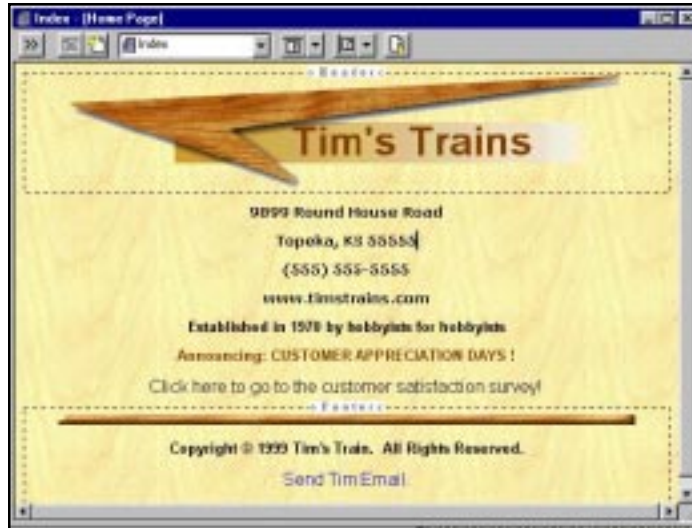 Index - [Home Page]
Index
Header
Tim's Trains
9899 Round House Road
Topeka, KS 55555
(555) 555-5555
www.timstrains.com
Established in 1970 by hobbyists for hobbyists
Announcing: CUSTOMER APPRECIATION DAYS !
Click here to go to the customer satisfaction survey!
Footer
Copyright © 1999 Tim's Train. All Rights Reserved.
Send Tim Email.